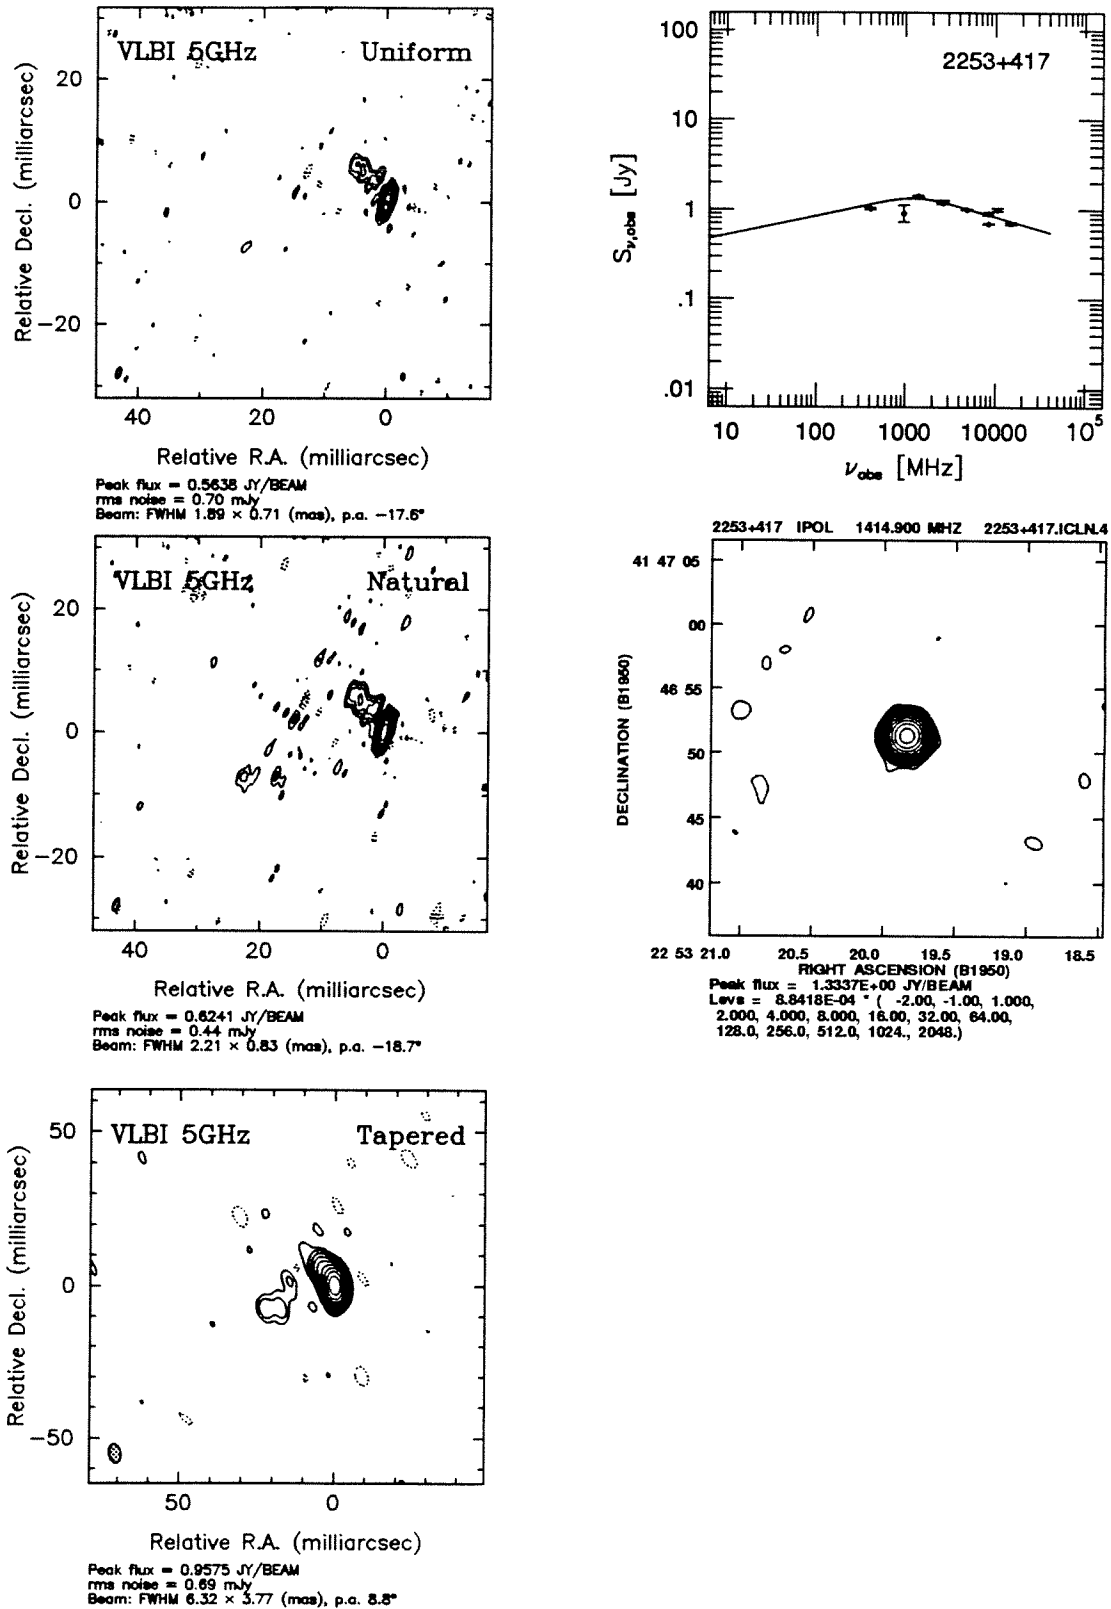 VLBI 5GHz Uniform
20
0
−20
Relative Decl. (milliarcsec)
40 20 0
Relative R.A. (milliarcsec)
Peak flux = 0.5638 JY/BEAM
rms noise = 0.70 mJy
Beam: FWHM 1.89 × 0.71 (mas), p.a. −17.6°
VLBI 5GHz Natural
20
0
−20
Relative Decl. (milliarcsec)
40 20 0
Relative R.A. (milliarcsec)
Peak flux = 0.6241 JY/BEAM
rms noise = 0.44 mJy
Beam: FWHM 2.21 × 0.83 (mas), p.a. −18.7°
VLBI 5GHz Tapered
50
0
−50
Relative Decl. (milliarcsec)
50 0
Relative R.A. (milliarcsec)
Peak flux = 0.9575 JY/BEAM
rms noise = 0.69 mJy
Beam: FWHM 6.32 × 3.77 (mas), p.a. 8.8°
2253+417
100
10
1
.1
.01
Sν,obs [Jy]
10 100 1000 10000 10⁵
νobs [MHz]
2253+417 IPOL 1414.900 MHZ 2253+417.ICLN.4
41 47 05
00
46 55
50
45
40
DECLINATION (B1950)
22 53 21.0 20.5 20.0 19.5 19.0 18.5
RIGHT ASCENSION (B1950)
Peak flux = 1.3337E+00 JY/BEAM
Levs = 8.8418E-04 * ( -2.00, -1.00, 1.000,
2.000, 4.000, 8.000, 16.00, 32.00, 64.00,
128.0, 256.0, 512.0, 1024., 2048.)